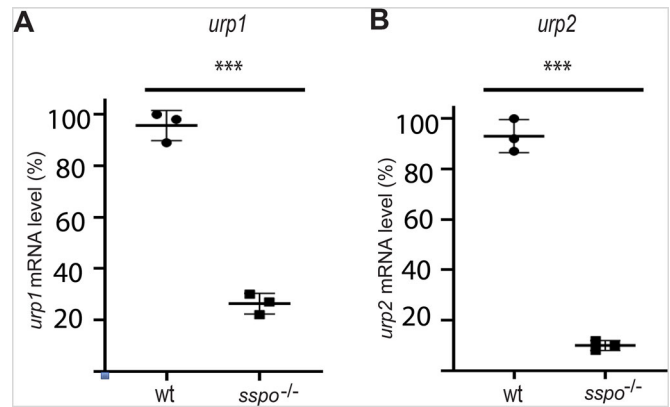 A
urp1
***
urp1 mRNA level (%)
100
80
60
40
20
wt
sspo-/-
B
urp2
***
urp2 mRNA level (%)
100
80
60
40
20
wt
sspo-/-